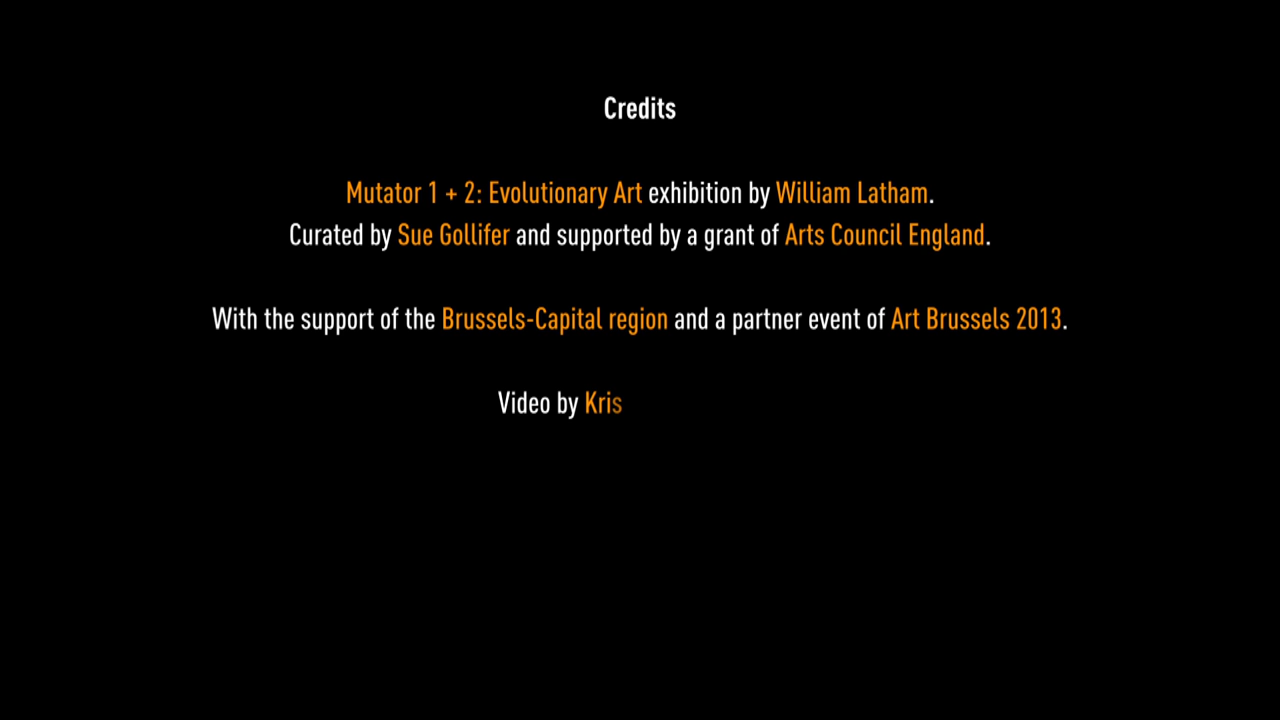 Credits
Mutator 1 + 2: Evolutionary Art exhibition by William Latham.
Curated by Sue Gollifer and supported by a grant of Arts Council England.
With the support of the Brussels-Capital region and a partner event of Art Brussels 2013.
Video by Kris